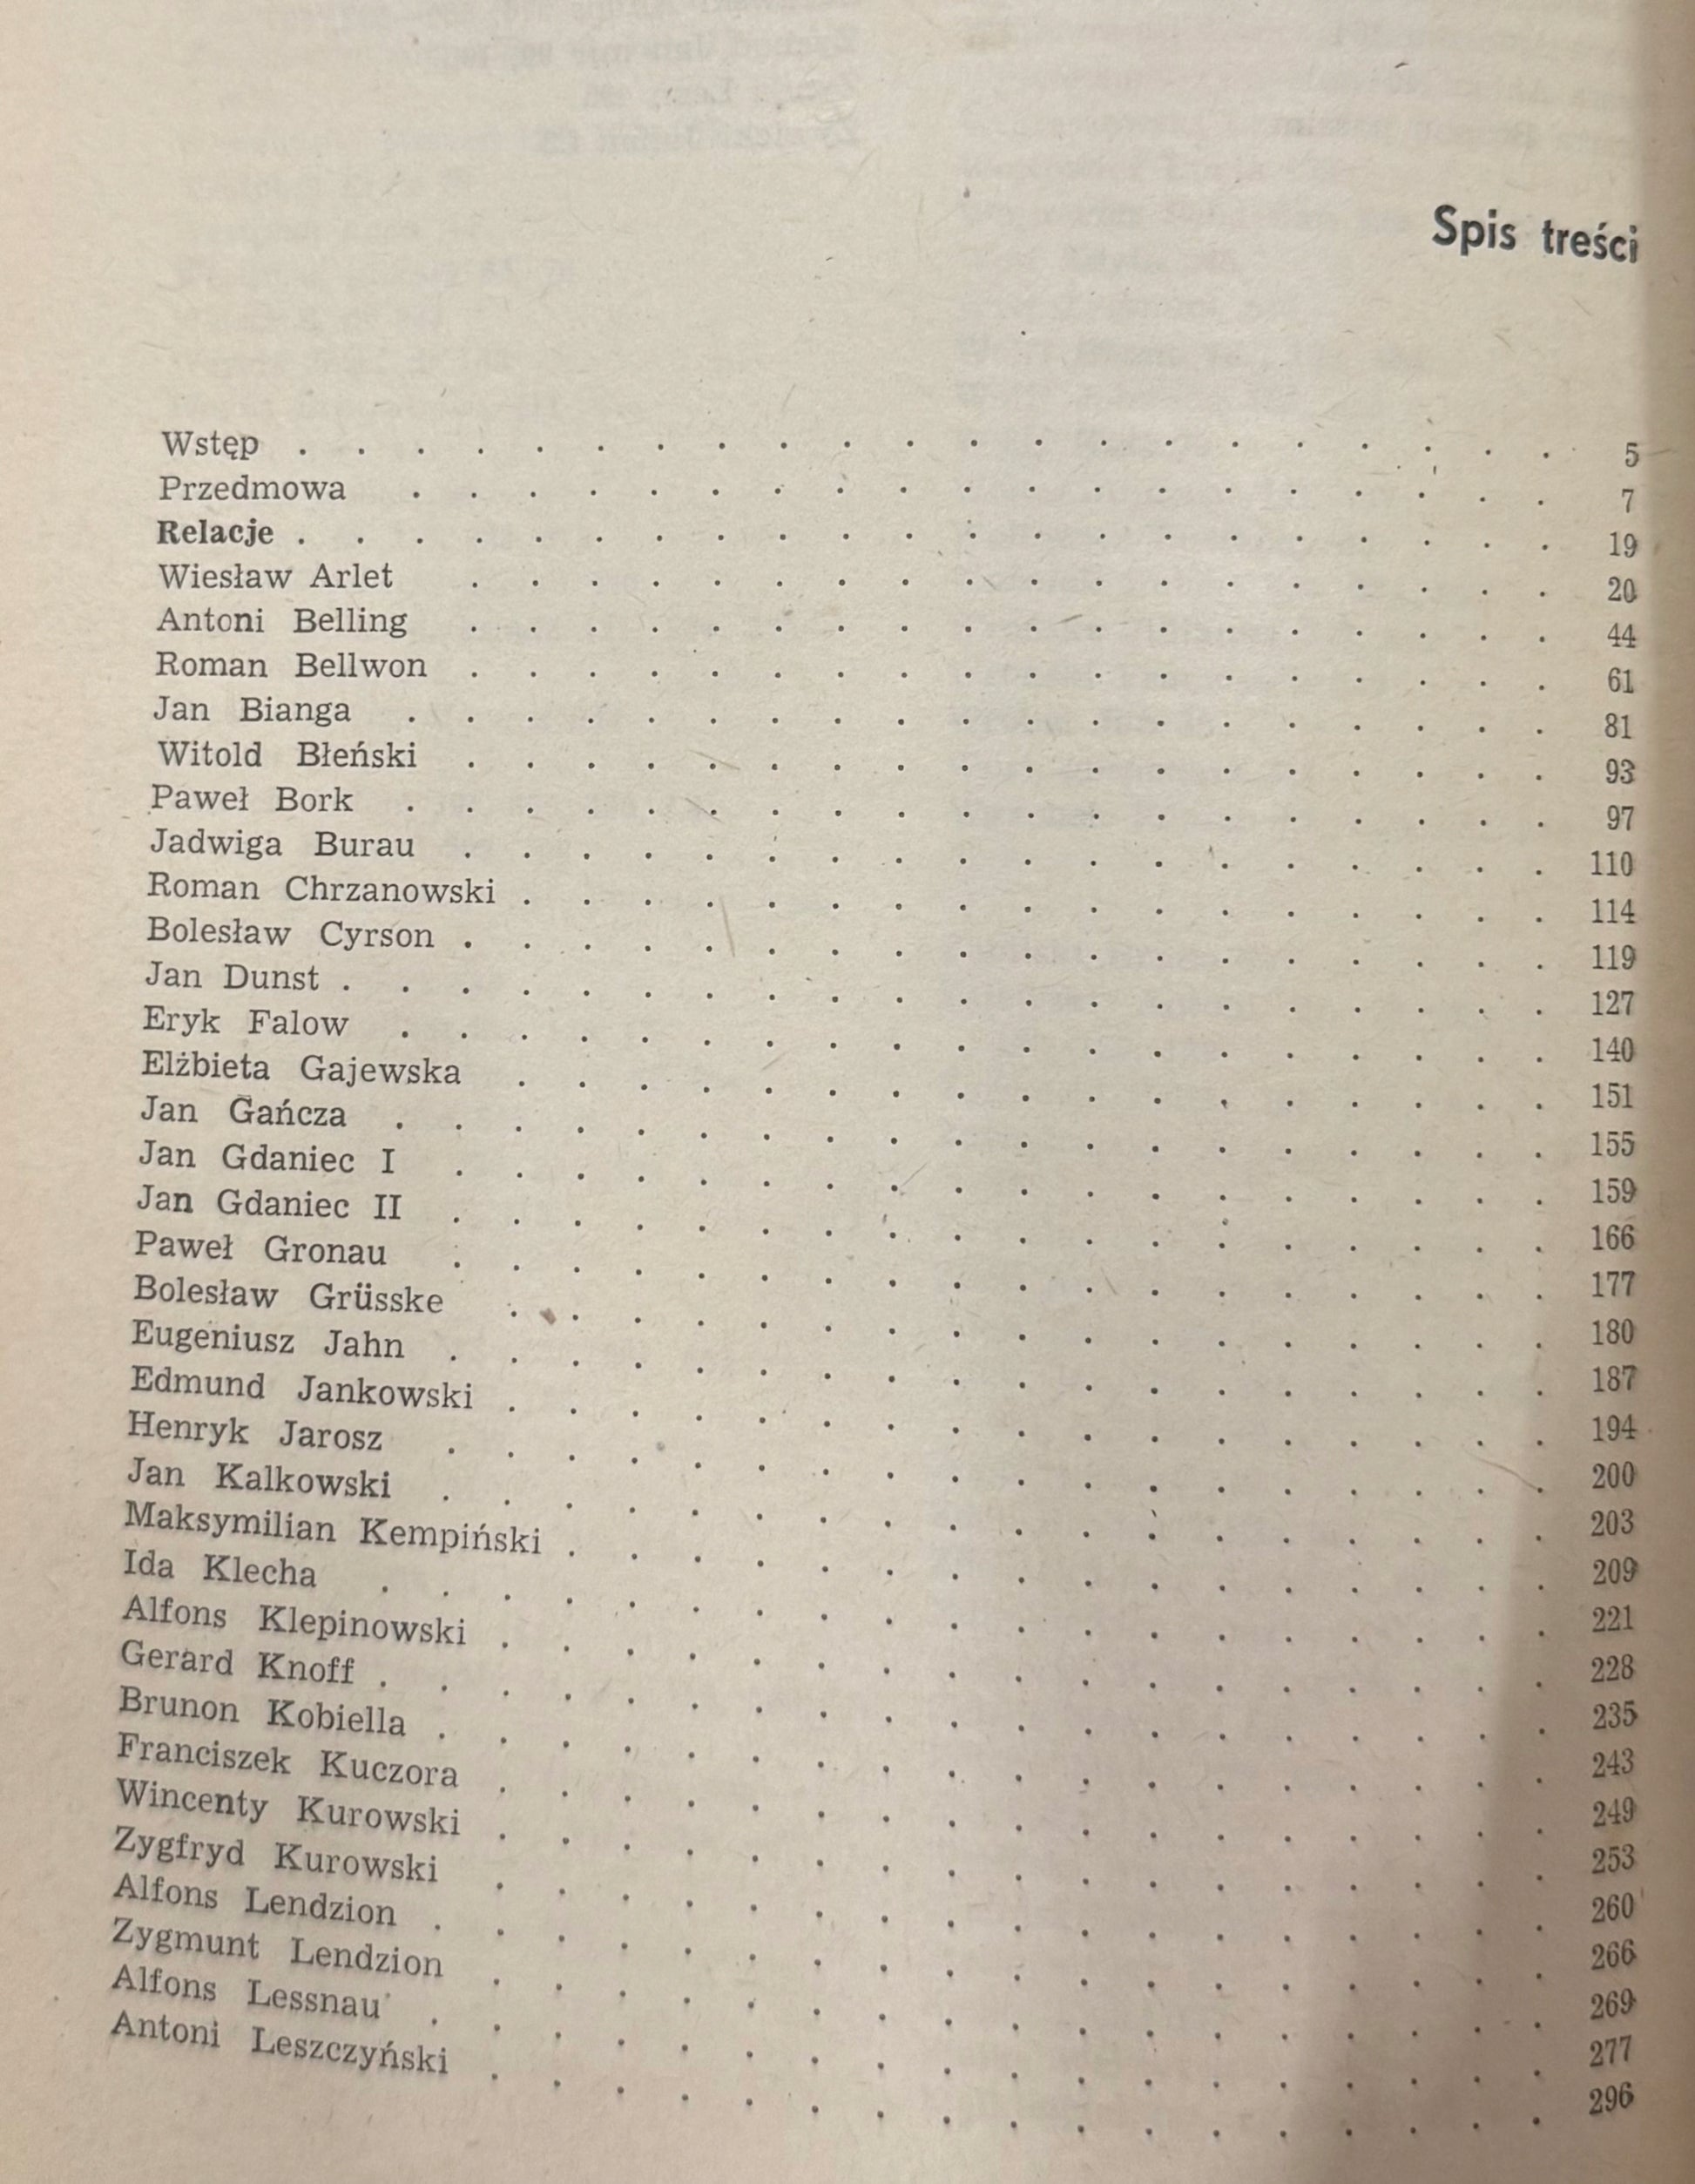 Spis treści
Wstęp . . . . . . . . . . . . . . . . . . . . . 5
Przedmowa . . . . . . . . . . . . . . . . . . . 7
Relacje . . . . . . . . . . . . . . . . . . . . . 19
Wiesław Arlet . . . . . . . . . . . . . . . . . . 20
Antoni Belling . . . . . . . . . . . . . . . . . . 44
Roman Bellwon . . . . . . . . . . . . . . . . . . 61
Jan Bianga . . . . . . . . . . . . . . . . . . . 81
Witold Błeński . . . . . . . . . . . . . . . . . . 93
Paweł Bork . . . . . . . . . . . . . . . . . . . 97
Jadwiga Burau . . . . . . . . . . . . . . . . . . 110
Roman Chrzanowski . . . . . . . . . . . . . . . . . 114
Bolesław Cyrson . . . . . . . . . . . . . . . . . . 119
Jan Dunst . . . . . . . . . . . . . . . . . . . . 127
Eryk Falow . . . . . . . . . . . . . . . . . . . 140
Elżbieta Gajewska . . . . . . . . . . . . . . . . . 151
Jan Gańcza . . . . . . . . . . . . . . . . . . . 155
Jan Gdaniec I . . . . . . . . . . . . . . . . . . 159
Jan Gdaniec II . . . . . . . . . . . . . . . . . . 166
Paweł Gronau . . . . . . . . . . . . . . . . . . 177
Bolesław Grüsske . . . . . . . . . . . . . . . . . 180
Eugeniusz Jahn . . . . . . . . . . . . . . . . . . 187
Edmund Jankowski . . . . . . . . . . . . . . . . . 194
Henryk Jarosz . . . . . . . . . . . . . . . . . . 200
Jan Kalkowski . . . . . . . . . . . . . . . . . . 203
Maksymilian Kempiński . . . . . . . . . . . . . . . . 209
Ida Klecha . . . . . . . . . . . . . . . . . . . 221
Alfons Klepinowski . . . . . . . . . . . . . . . . . 228
Gerard Knoff . . . . . . . . . . . . . . . . . . . 235
Brunon Kobiella . . . . . . . . . . . . . . . . . . 243
Franciszek Kuczora . . . . . . . . . . . . . . . . . 249
Wincenty Kurowski . . . . . . . . . . . . . . . . . 253
Zygfryd Kurowski . . . . . . . . . . . . . . . . . 260
Alfons Lendzion . . . . . . . . . . . . . . . . . . 266
Zygmunt Lendzion . . . . . . . . . . . . . . . . . 269
Alfons Lessnau . . . . . . . . . . . . . . . . . . 277
Antoni Leszczyński . . . . . . . . . . . . . . . . . 296